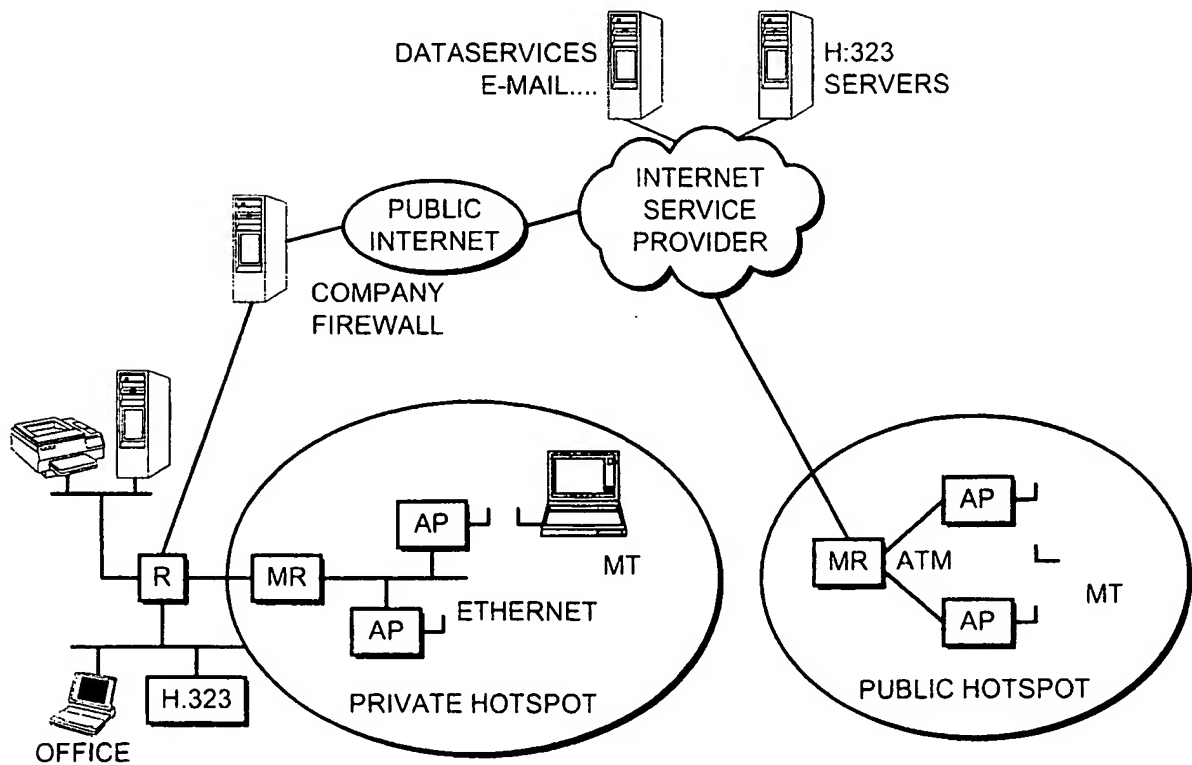 DATASERVICES
E-MAIL....
H:323
SERVERS
INTERNET
SERVICE
PROVIDER
PUBLIC
INTERNET
COMPANY
FIREWALL
AP
MT
R
MR
ETHERNET
AP
H.323
OFFICE
PRIVATE HOTSPOT
AP
MR
ATM
MT
AP
PUBLIC HOTSPOT